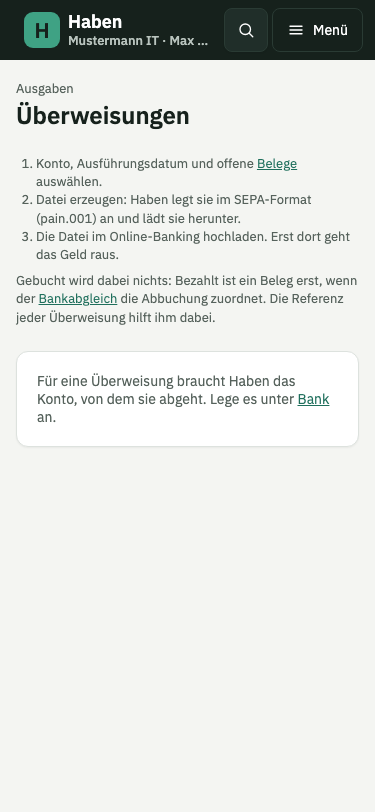 H
Haben
Mustermann IT · Max ...
Menü
Ausgaben
Überweisungen
1. Konto, Ausführungsdatum und offene Belege
auswählen.
2. Datei erzeugen: Haben legt sie im SEPA-Format
(pain.001) an und lädt sie herunter.
3. Die Datei im Online-Banking hochladen. Erst dort geht
das Geld raus.
Gebucht wird dabei nichts: Bezahlt ist ein Beleg erst, wenn
der Bankabgleich die Abbuchung zuordnet. Die Referenz
jeder Überweisung hilft ihm dabei.
Für eine Überweisung braucht Haben das
Konto, von dem sie abgeht. Lege es unter Bank
an.